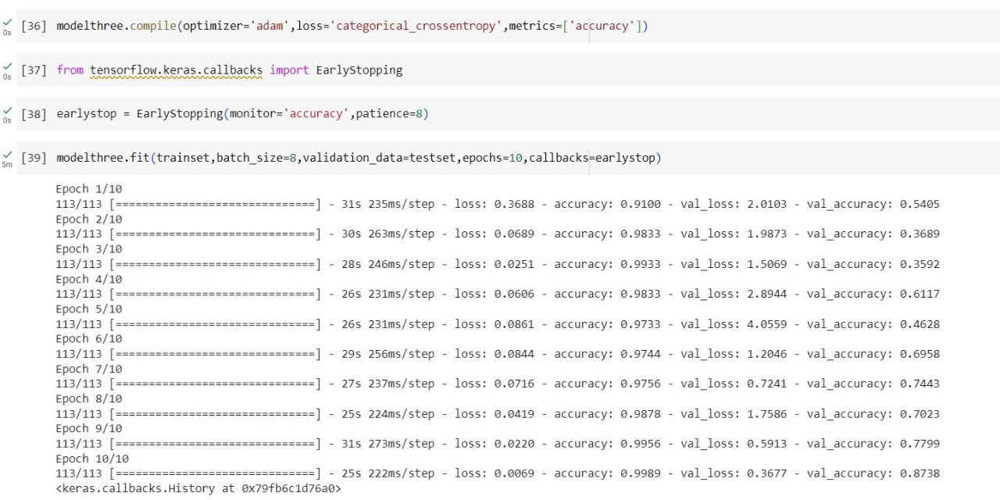 [36] modelthree.compile(optimizer='adam',loss='categorical_crossentropy',metrics=['accuracy'])
0s
[37] from tensorflow.keras.callbacks import EarlyStopping
0s
[38] earlystop = EarlyStopping(monitor='accuracy',patience=8)
0s
[39] modelthree.fit(trainset,batch_size=8,validation_data=testset,epochs=10,callbacks=earlystop)
5m
Epoch 1/10
113/113 [==============================] - 31s 235ms/step - loss: 0.3688 - accuracy: 0.9100 - val_loss: 2.0103 - val_accuracy: 0.5405
Epoch 2/10
113/113 [==============================] - 30s 263ms/step - loss: 0.0689 - accuracy: 0.9833 - val_loss: 1.9873 - val_accuracy: 0.3689
Epoch 3/10
113/113 [==============================] - 28s 246ms/step - loss: 0.0251 - accuracy: 0.9933 - val_loss: 1.5069 - val_accuracy: 0.3592
Epoch 4/10
113/113 [==============================] - 26s 231ms/step - loss: 0.0606 - accuracy: 0.9833 - val_loss: 2.8944 - val_accuracy: 0.6117
Epoch 5/10
113/113 [==============================] - 26s 231ms/step - loss: 0.0861 - accuracy: 0.9733 - val_loss: 4.0559 - val_accuracy: 0.4628
Epoch 6/10
113/113 [==============================] - 29s 256ms/step - loss: 0.0844 - accuracy: 0.9744 - val_loss: 1.2046 - val_accuracy: 0.6958
Epoch 7/10
113/113 [==============================] - 27s 237ms/step - loss: 0.0716 - accuracy: 0.9756 - val_loss: 0.7241 - val_accuracy: 0.7443
Epoch 8/10
113/113 [==============================] - 25s 224ms/step - loss: 0.0419 - accuracy: 0.9878 - val_loss: 1.7586 - val_accuracy: 0.7023
Epoch 9/10
113/113 [==============================] - 31s 273ms/step - loss: 0.0220 - accuracy: 0.9956 - val_loss: 0.5913 - val_accuracy: 0.7799
Epoch 10/10
113/113 [==============================] - 25s 222ms/step - loss: 0.0069 - accuracy: 0.9989 - val_loss: 0.3677 - val_accuracy: 0.8738
<keras.callbacks.History at 0x79fb6c1d76a0>